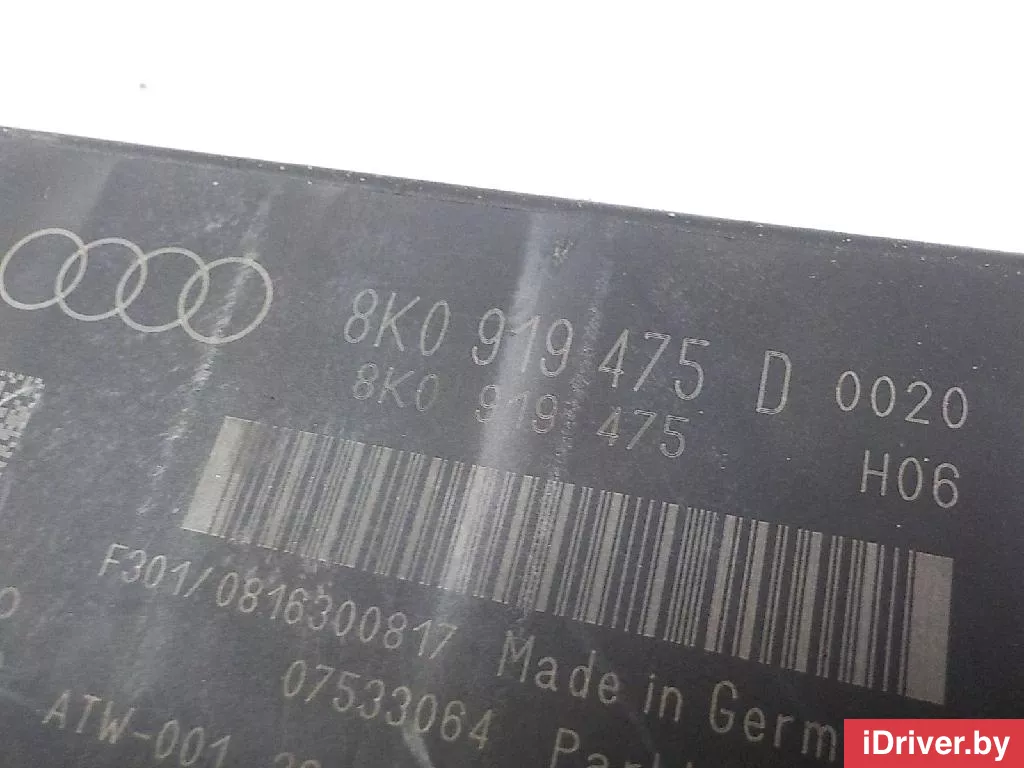 8K0 919 475 D 0020
8K0 919 475
H06
F301/0816300817 Made in Germ
07533064
ATW-001
iDriver.by